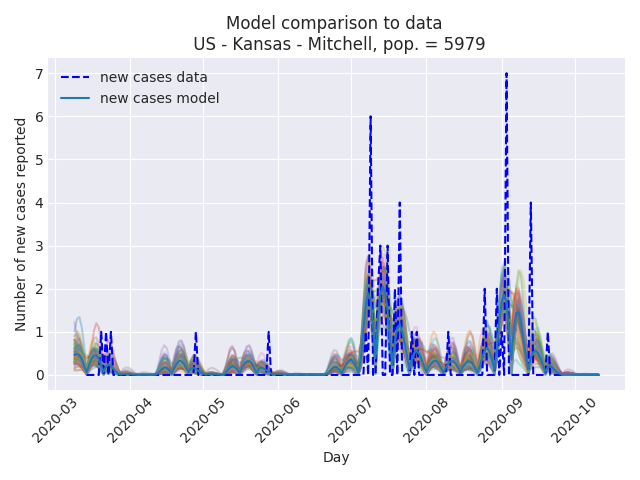 Model comparison to data
US - Kansas - Mitchell, pop. = 5979
new cases data
new cases model
Number of new cases reported
7
6
5
4
3
2
1
0
2020-03
2020-04
2020-05
2020-06
2020-07
2020-08
2020-09
2020-10
Day